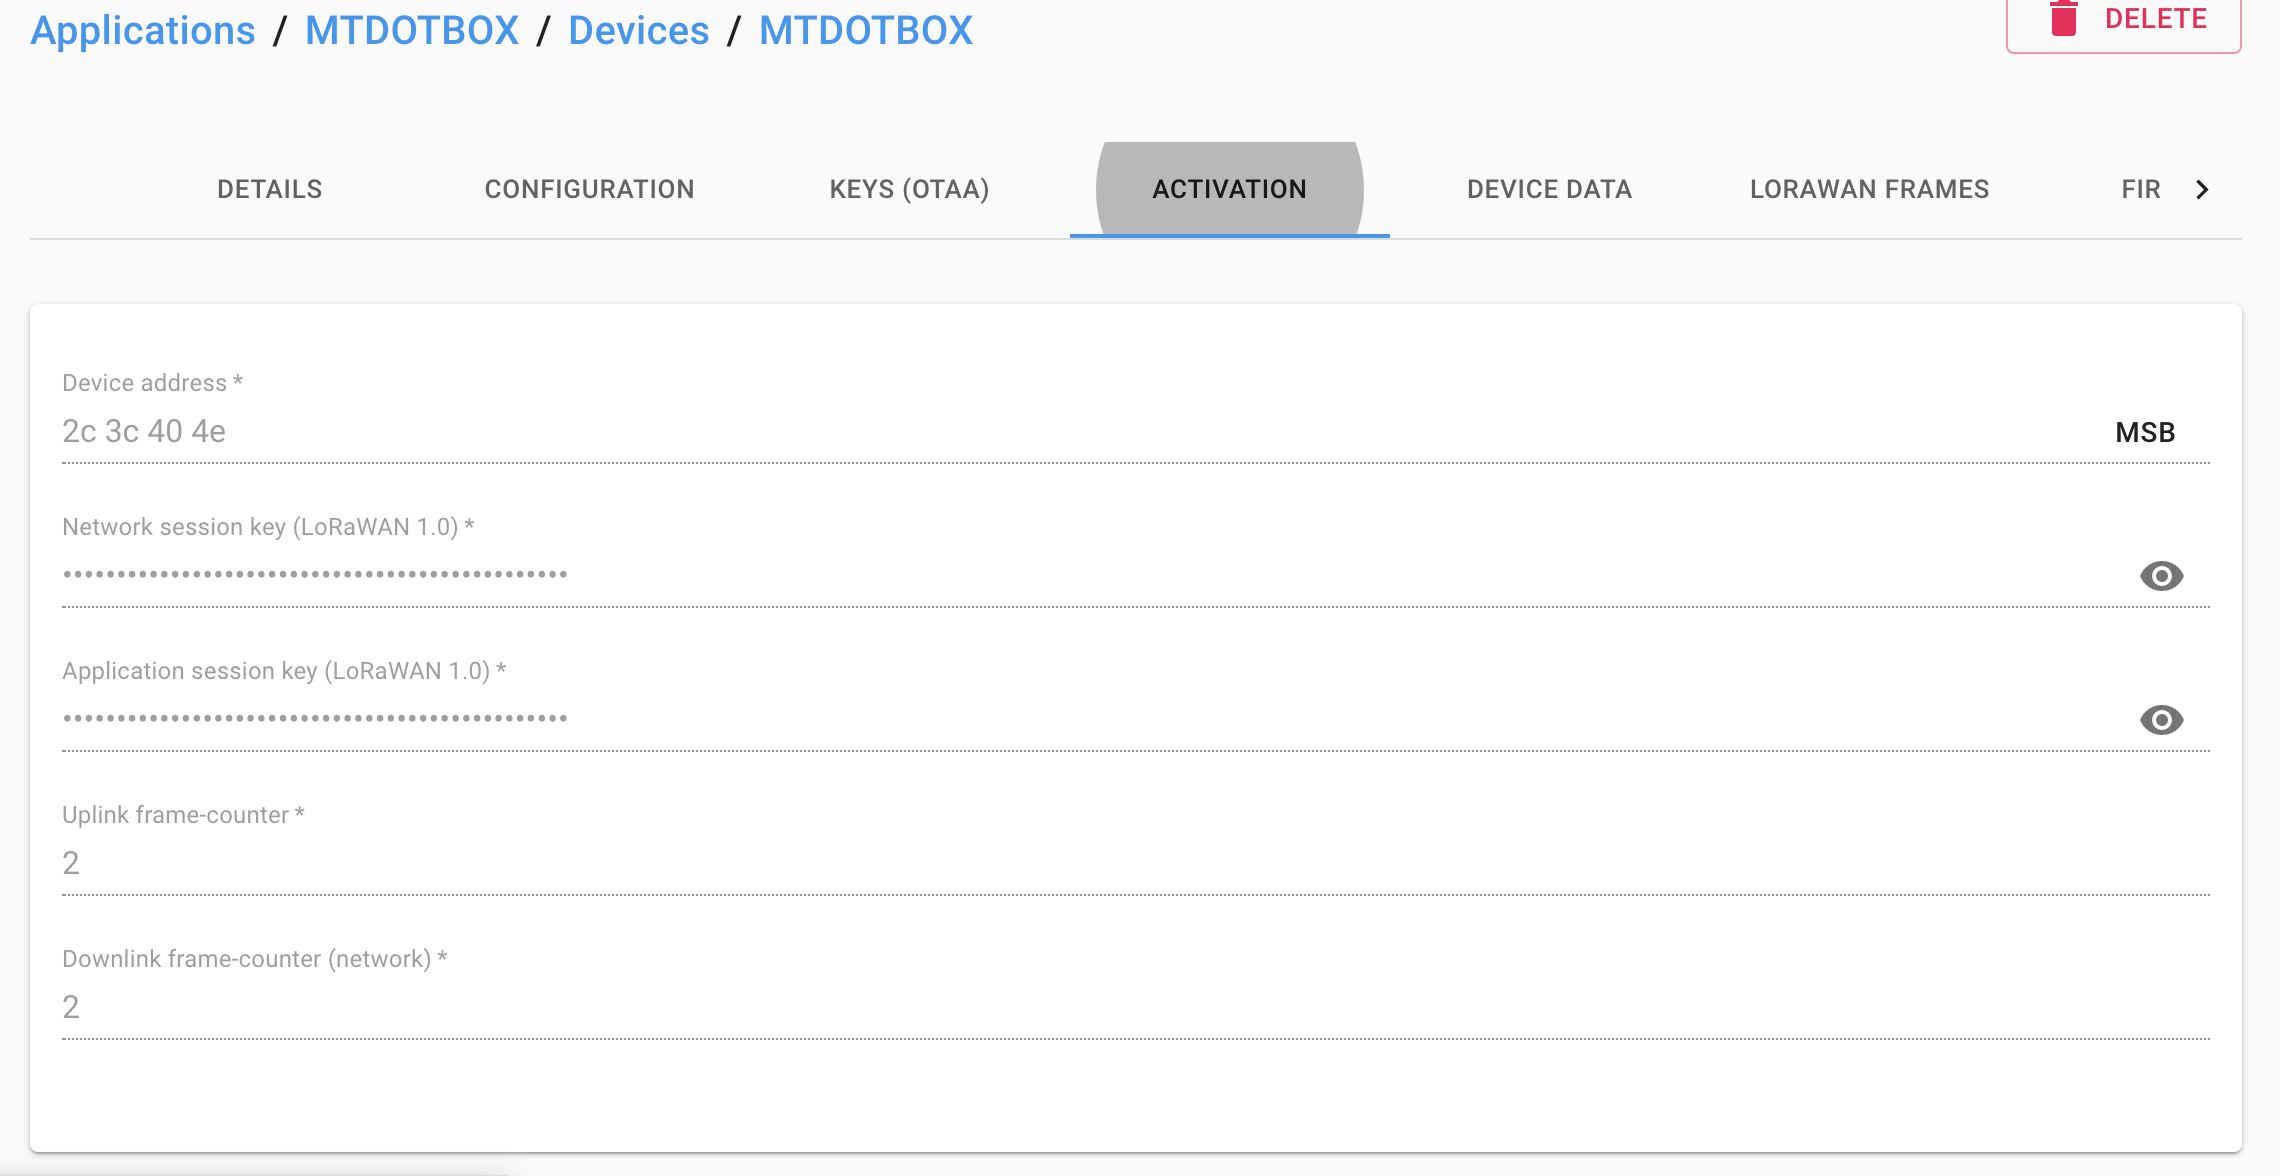 Applications / MTDOTBOX / Devices / MTDOTBOX
DELETE
DETAILS
CONFIGURATION
KEYS (OTAA)
ACTIVATION
DEVICE DATA
LORAWAN FRAMES
FIR
Device address *
2c 3c 40 4e
MSB
Network session key (LoRaWAN 1.0) *
•••••••••••••••••••••••••••••••••••••••••••••••
Application session key (LoRaWAN 1.0) *
•••••••••••••••••••••••••••••••••••••••••••••••
Uplink frame-counter *
2
Downlink frame-counter (network) *
2